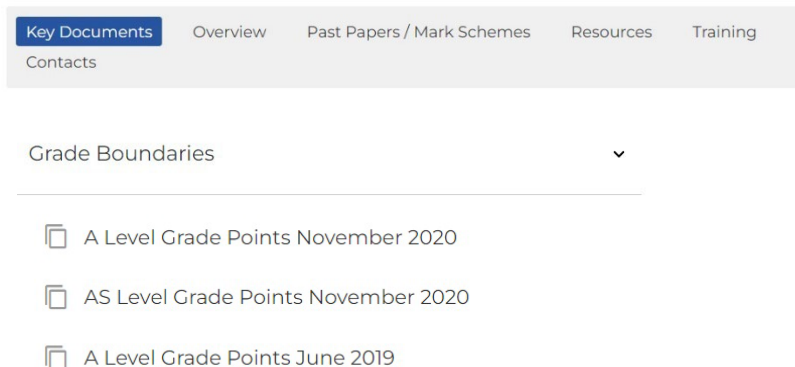 Key Documents Overview Past Papers / Mark Schemes Resources Training
Contacts
Grade Boundaries
A Level Grade Points November 2020
AS Level Grade Points November 2020
A Level Grade Points June 2019